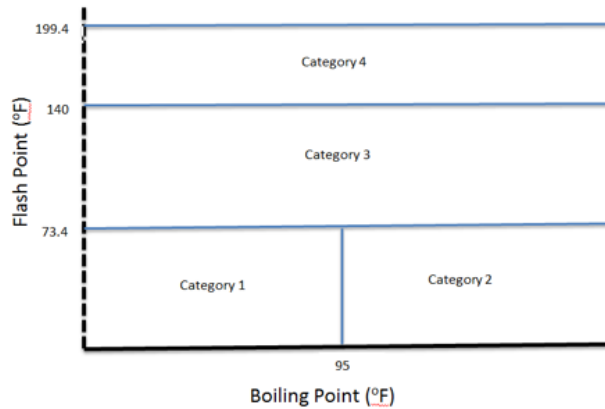 199.4
Category 4
140
Category 3
Flash Point (°F)
73.4
Category 1
Category 2
95
Boiling Point (°F)